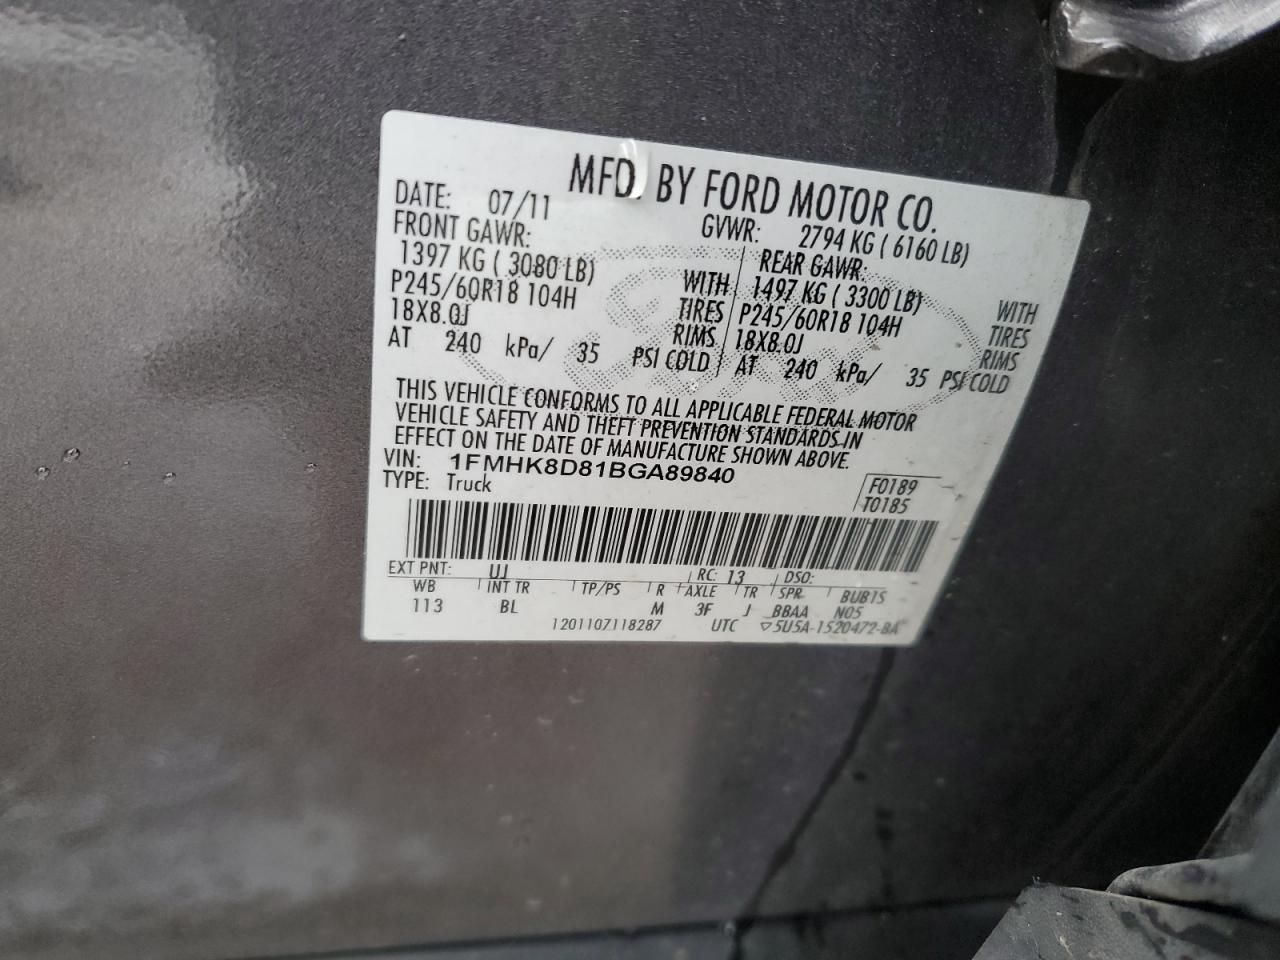 MFD. BY FORD MOTOR CO.
DATE: 07/11 GVWR: 2794 KG ( 6160 LB)
FRONT GAWR: REAR GAWR:
1397 KG ( 3080 LB) WITH 1497 KG ( 3300 LB) WITH
P245/60R18 104H TIRES P245/60R18 104H TIRES
18X8.0J RIMS 18X8.0J RIMS
AT 240 kPa/ 35 PSI COLD AT 240 kPa/ 35 PSI COLD
THIS VEHICLE CONFORMS TO ALL APPLICABLE FEDERAL MOTOR
VEHICLE SAFETY AND THEFT PREVENTION STANDARDS IN
EFFECT ON THE DATE OF MANUFACTURE SHOWN ABOVE.
VIN: 1FMHK8D81BGA89840
TYPE: Truck
F0189
T0185
EXT PNT: UJ RC: 13 DSO:
WB INT TR TP/PS R AXLE TR SPR BUB1S
113 BL M 3F J BBAA N05
1201107118287 UTC ▽5U5A-1520472-BA